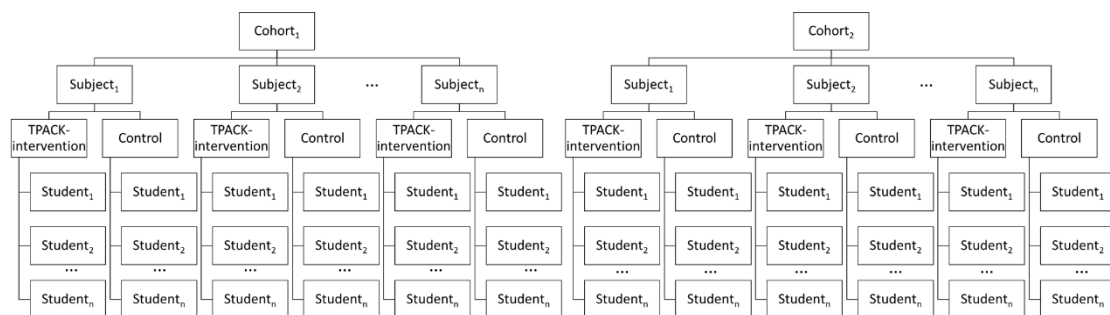 Cohort₁ Cohort₂
Subject₁ Subject₂ ... Subjectₙ Subject₁ Subject₂ ... Subjectₙ
TPACK- Control TPACK- Control TPACK- Control TPACK- Control TPACK- Control TPACK- Control
intervention intervention intervention intervention intervention intervention
Student₁ Student₁ Student₁ Student₁ Student₁ Student₁ Student₁ Student₁ Student₁ Student₁ Student₁ Student₁
Student₂ Student₂ Student₂ Student₂ Student₂ Student₂ Student₂ Student₂ Student₂ Student₂ Student₂ Student₂
... ... ... ... ... ... ... ... ... ... ... ...
Studentₙ Studentₙ Studentₙ Studentₙ Studentₙ Studentₙ Studentₙ Studentₙ Studentₙ Studentₙ Studentₙ Studentₙ